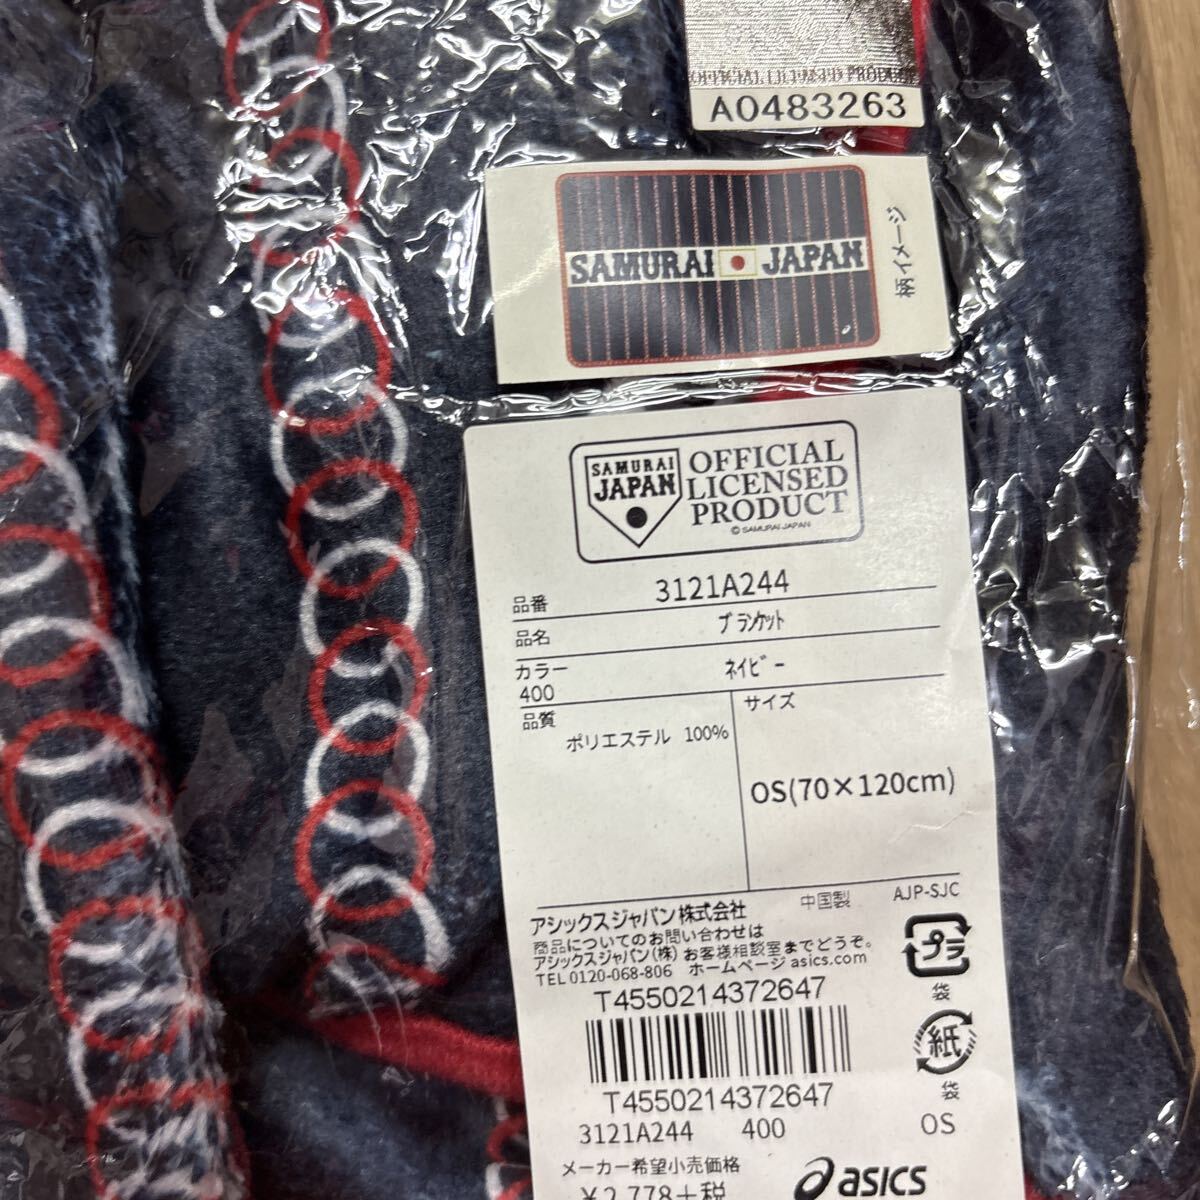 OFFICIAL LICENSED PRODUCT
A0483263
SAMURAI JAPAN
柄イメージ
SAMURAI
JAPAN
OFFICIAL
LICENSED
PRODUCT
© SAMURAI JAPAN
品番 3121A244
品名 ブランケット
カラー ネイビー
400
品質
ポリエステル 100%
サイズ
OS(70×120cm)
アシックスジャパン株式会社 中国製 AJP-SJC
商品についてのお問い合わせは
アシックスジャパン(株) お客様相談室までどうぞ。
TEL 0120-068-806 ホームページ asics.com
プラ
袋
紙
袋
T4550214372647
T4550214372647
3121A244 400 OS
メーカー希望小売価格
¥2,778+税
asics